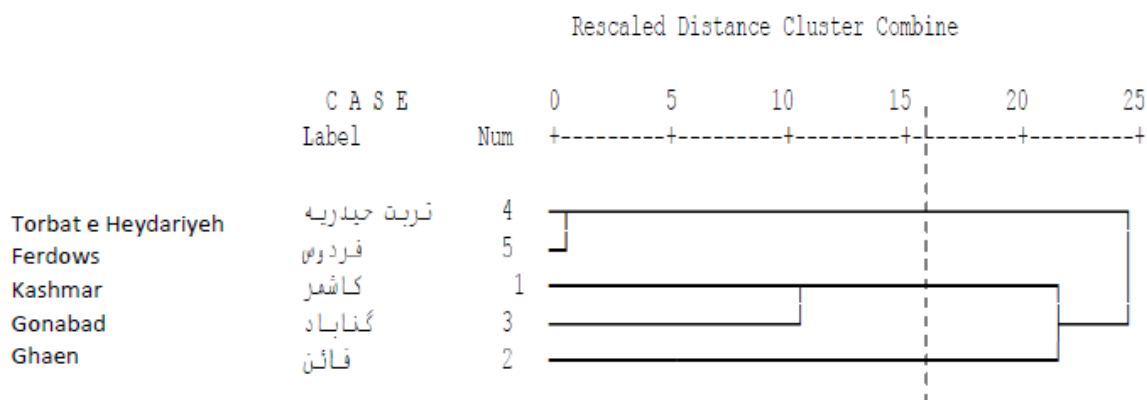 Rescaled Distance Cluster Combine
C A S E 0 5 10 15 20 25
Label Num
Torbat e Heydariyeh تربت حیدریه 4
Ferdows فردوس 5
Kashmar کاشمر 1
Gonabad گناباد 3
Ghaen قائن 2